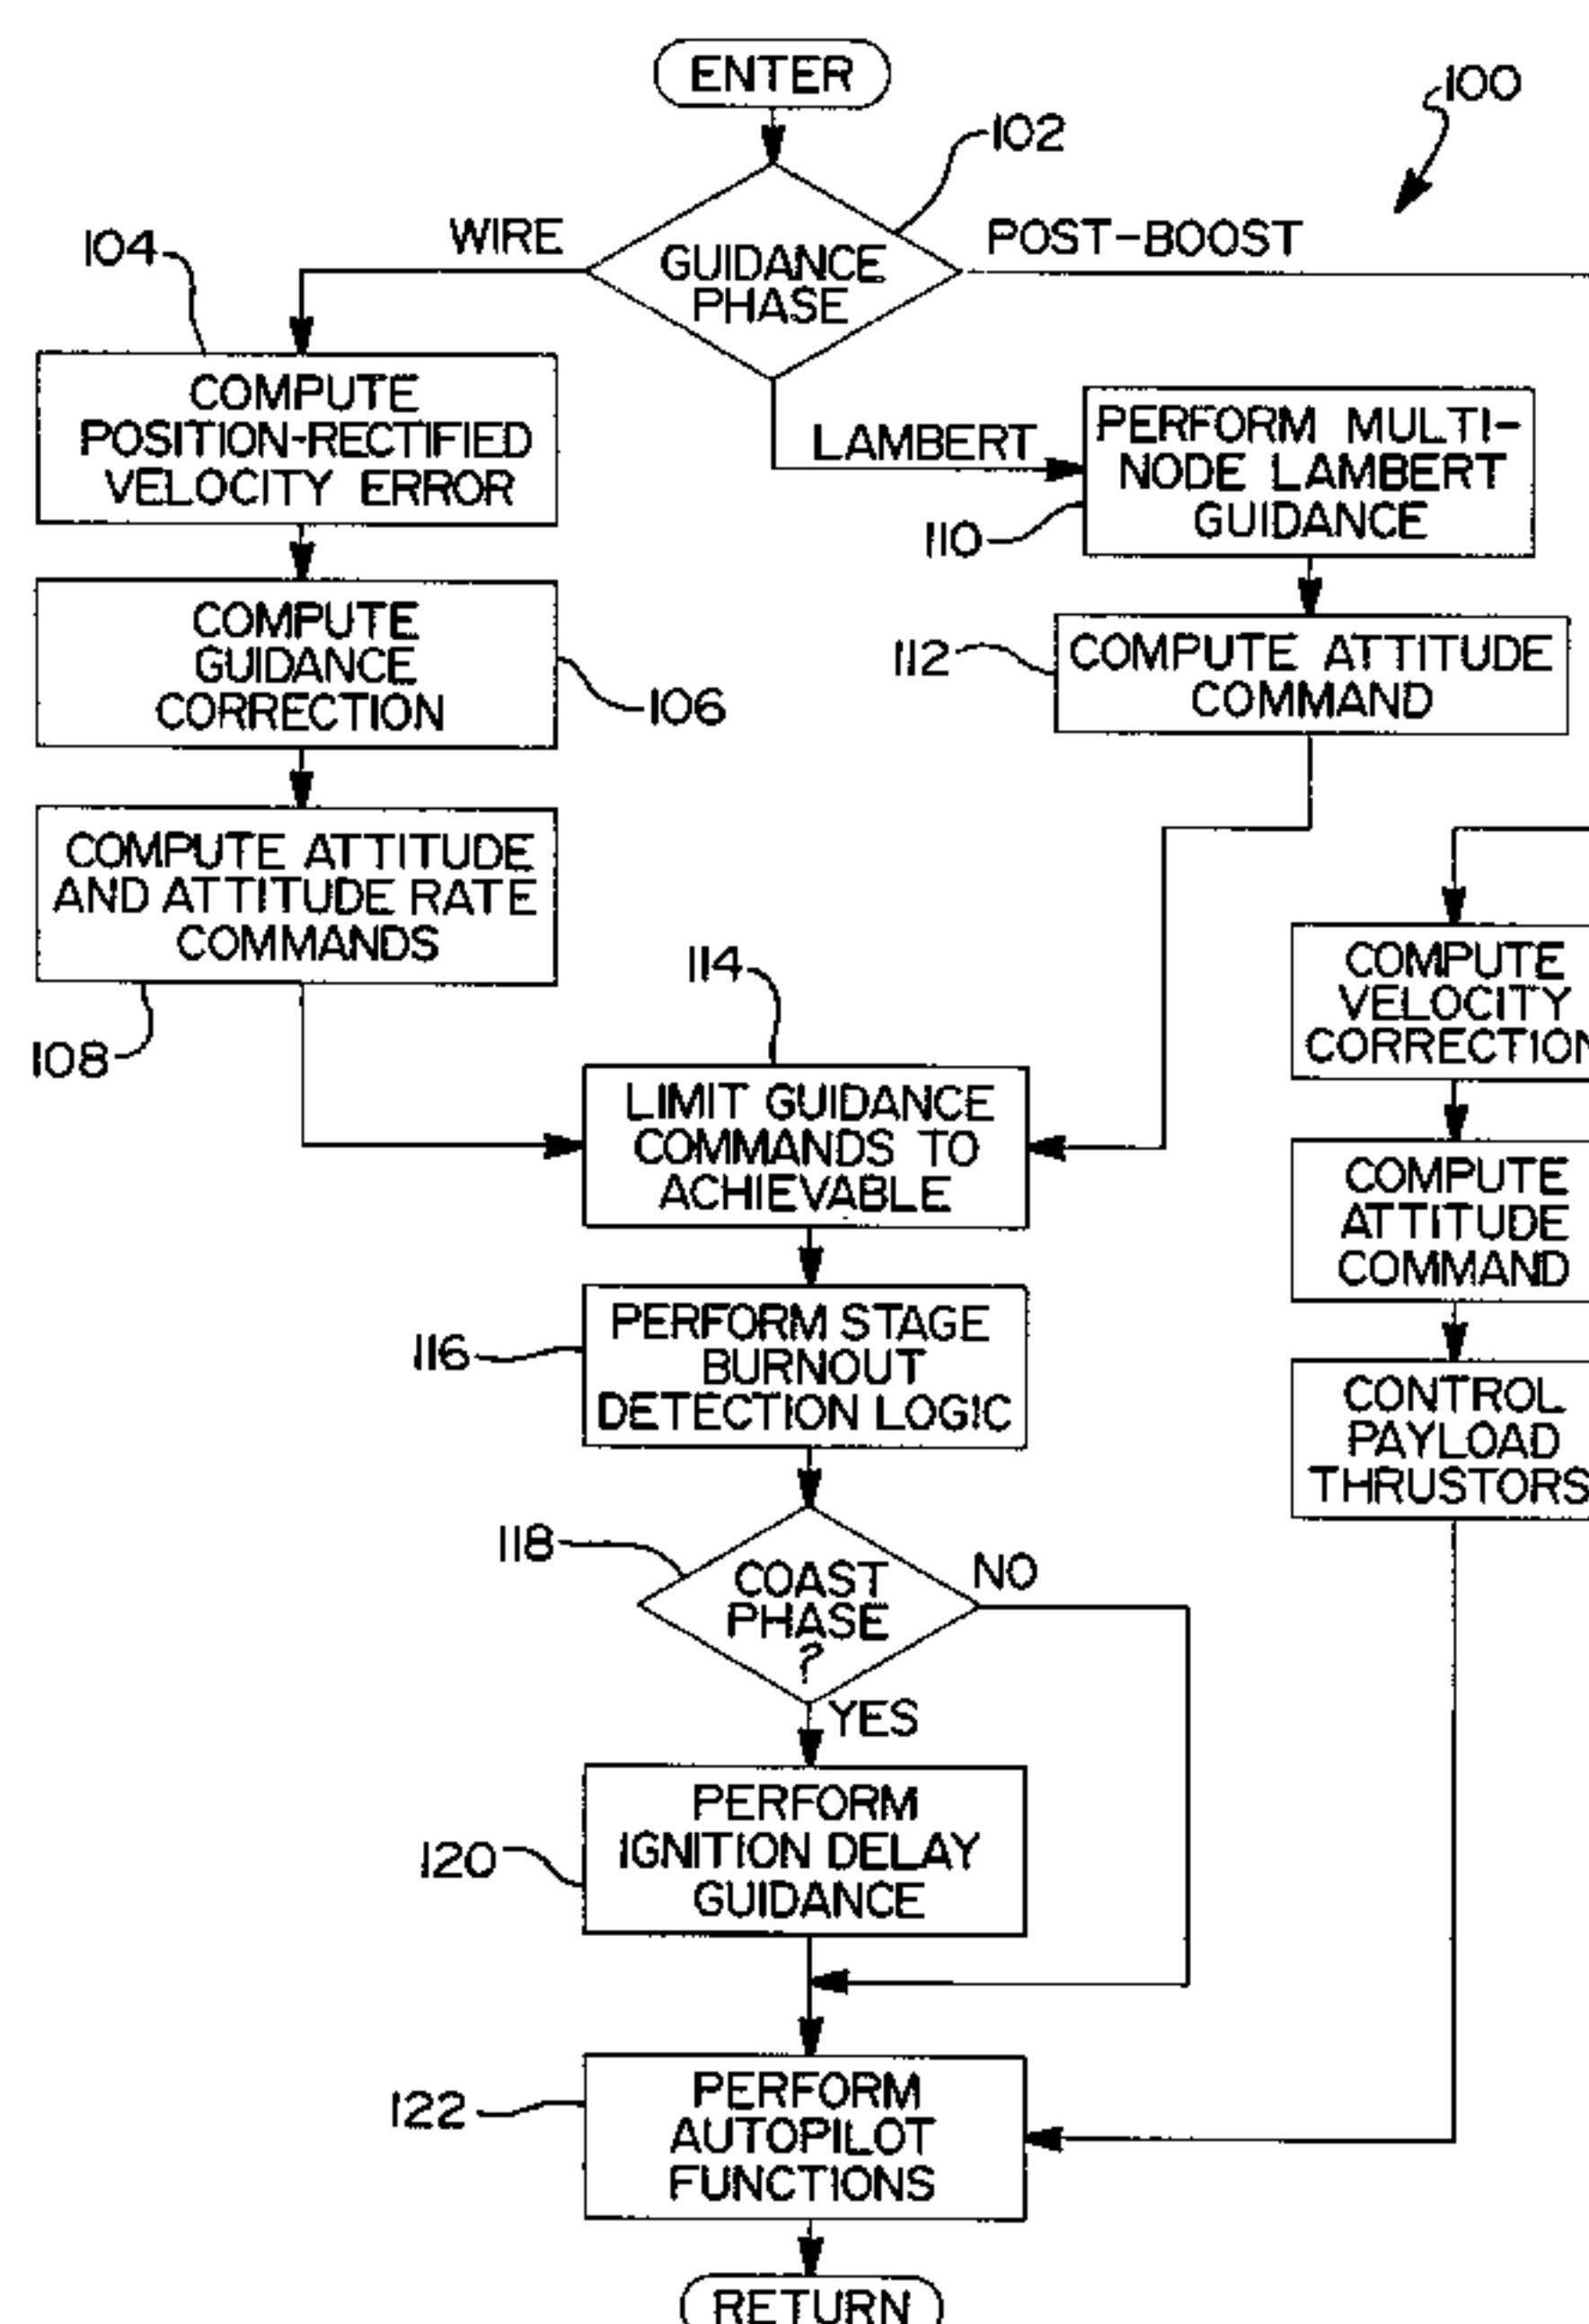 ENTER
100
102
WIRE
POST-BOOST
104
GUIDANCE
PHASE
COMPUTE
POSITION-RECTIFIED
VELOCITY ERROR
LAMBERT
PERFORM MULTI-
NODE LAMBERT
GUIDANCE
110
COMPUTE
GUIDANCE
CORRECTION
106
112
COMPUTE ATTITUDE
COMMAND
COMPUTE ATTITUDE
AND ATTITUDE RATE
COMMANDS
108
114
LIMIT GUIDANCE
COMMANDS TO
ACHIEVABLE
COMPUTE
VELOCITY
CORRECTION
COMPUTE
ATTITUDE
COMMAND
116
PERFORM STAGE
BURNOUT
DETECTION LOGIC
CONTROL
PAYLOAD
THRUSTORS
118
COAST
PHASE
?
NO
YES
120
PERFORM
IGNITION DELAY
GUIDANCE
122
PERFORM
AUTOPILOT
FUNCTIONS
RETURN